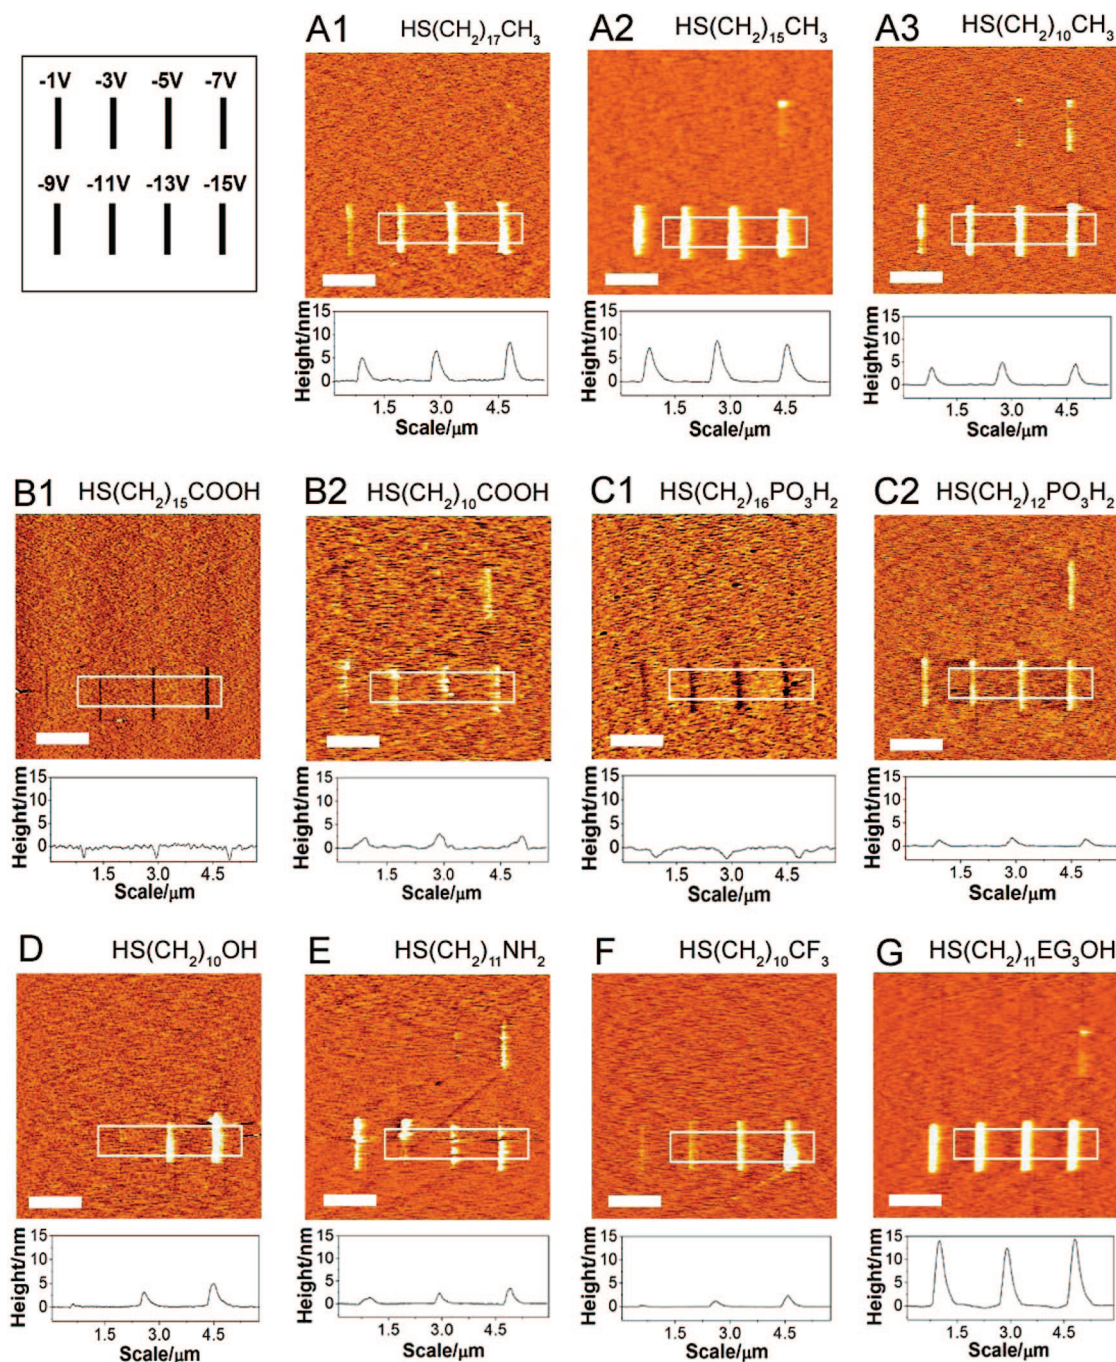 -1V -3V -5V -7V
-9V -11V -13V -15V
A1 HS(CH₂)₁₇CH₃
Height/nm
15
10
5
0
1.5 3.0 4.5
Scale/μm
A2 HS(CH₂)₁₅CH₃
Height/nm
15
10
5
0
1.5 3.0 4.5
Scale/μm
A3 HS(CH₂)₁₀CH₃
Height/nm
15
10
5
0
1.5 3.0 4.5
Scale/μm
B1 HS(CH₂)₁₅COOH
Height/nm
15
10
5
0
1.5 3.0 4.5
Scale/μm
B2 HS(CH₂)₁₀COOH
Height/nm
15
10
5
0
1.5 3.0 4.5
Scale/μm
C1 HS(CH₂)₁₆PO₃H₂
Height/nm
15
10
5
0
1.5 3.0 4.5
Scale/μm
C2 HS(CH₂)₁₂PO₃H₂
Height/nm
15
10
5
0
1.5 3.0 4.5
Scale/μm
D HS(CH₂)₁₀OH
Height/nm
15
10
5
0
1.5 3.0 4.5
Scale/μm
E HS(CH₂)₁₁NH₂
Height/nm
15
10
5
0
1.5 3.0 4.5
Scale/μm
F HS(CH₂)₁₀CF₃
Height/nm
15
10
5
0
1.5 3.0 4.5
Scale/μm
G HS(CH₂)₁₁EG₃OH
Height/nm
15
10
5
0
1.5 3.0 4.5
Scale/μm